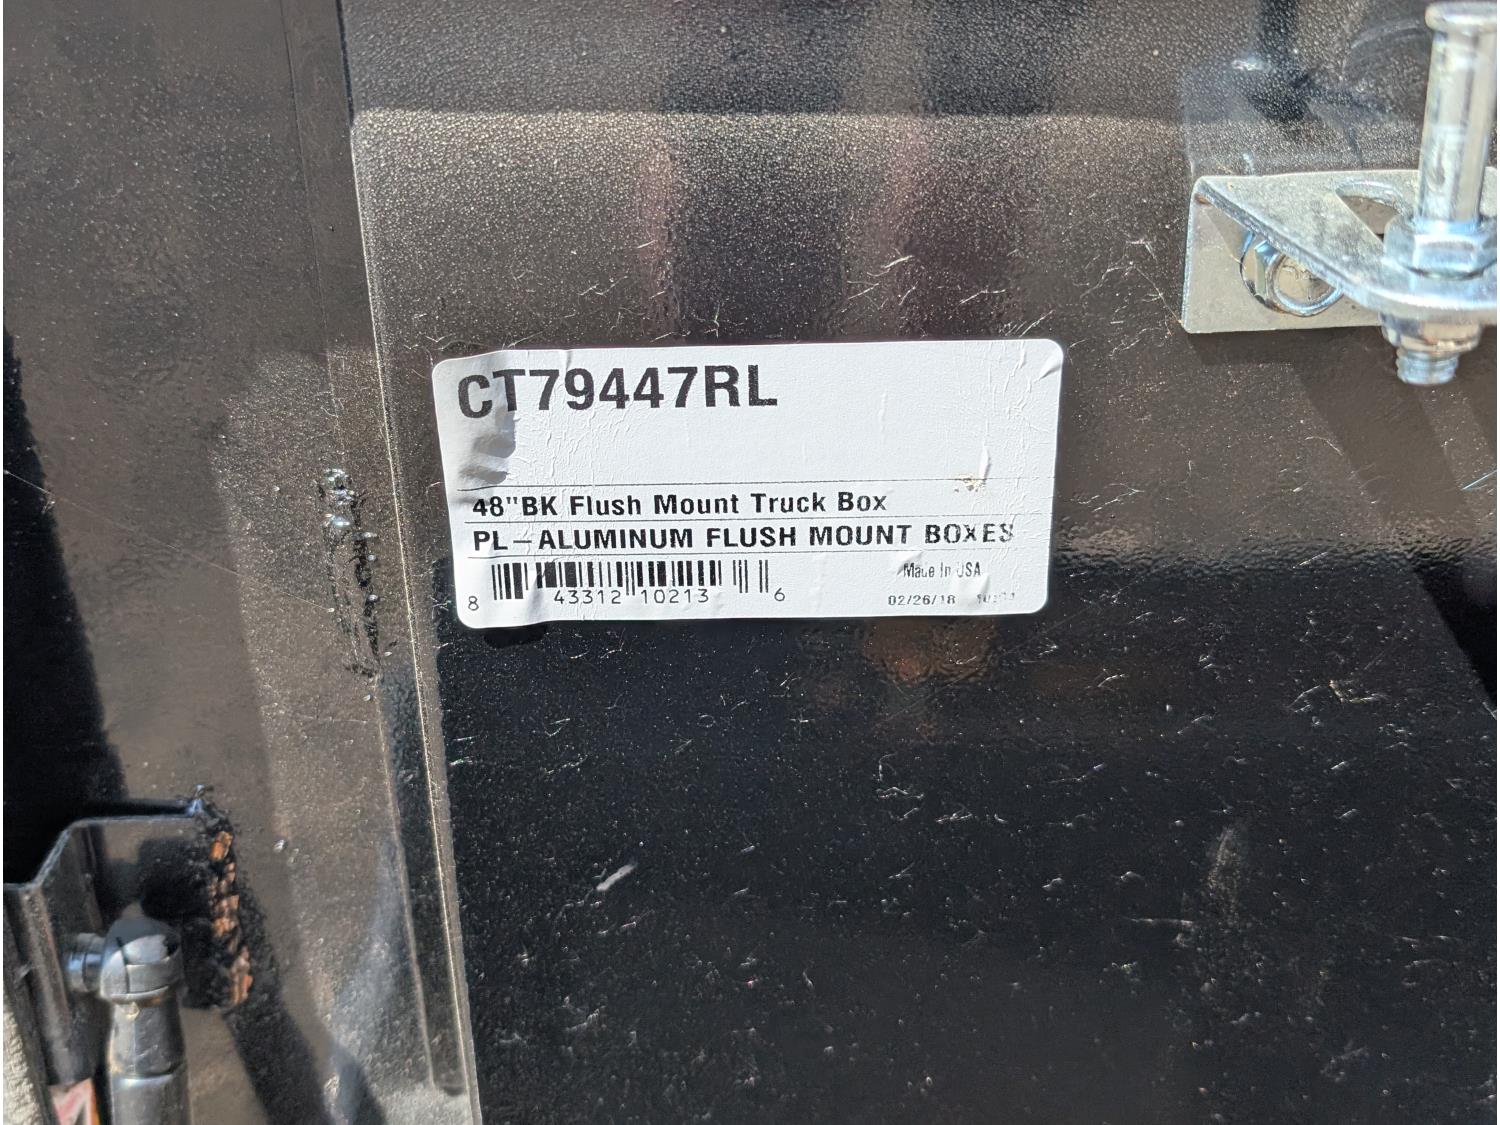 CT79447RL
48"BK Flush Mount Truck Box
PL-ALUMINUM FLUSH MOUNT BOXES
8 43312 10213 6
Made In USA
02/26/18